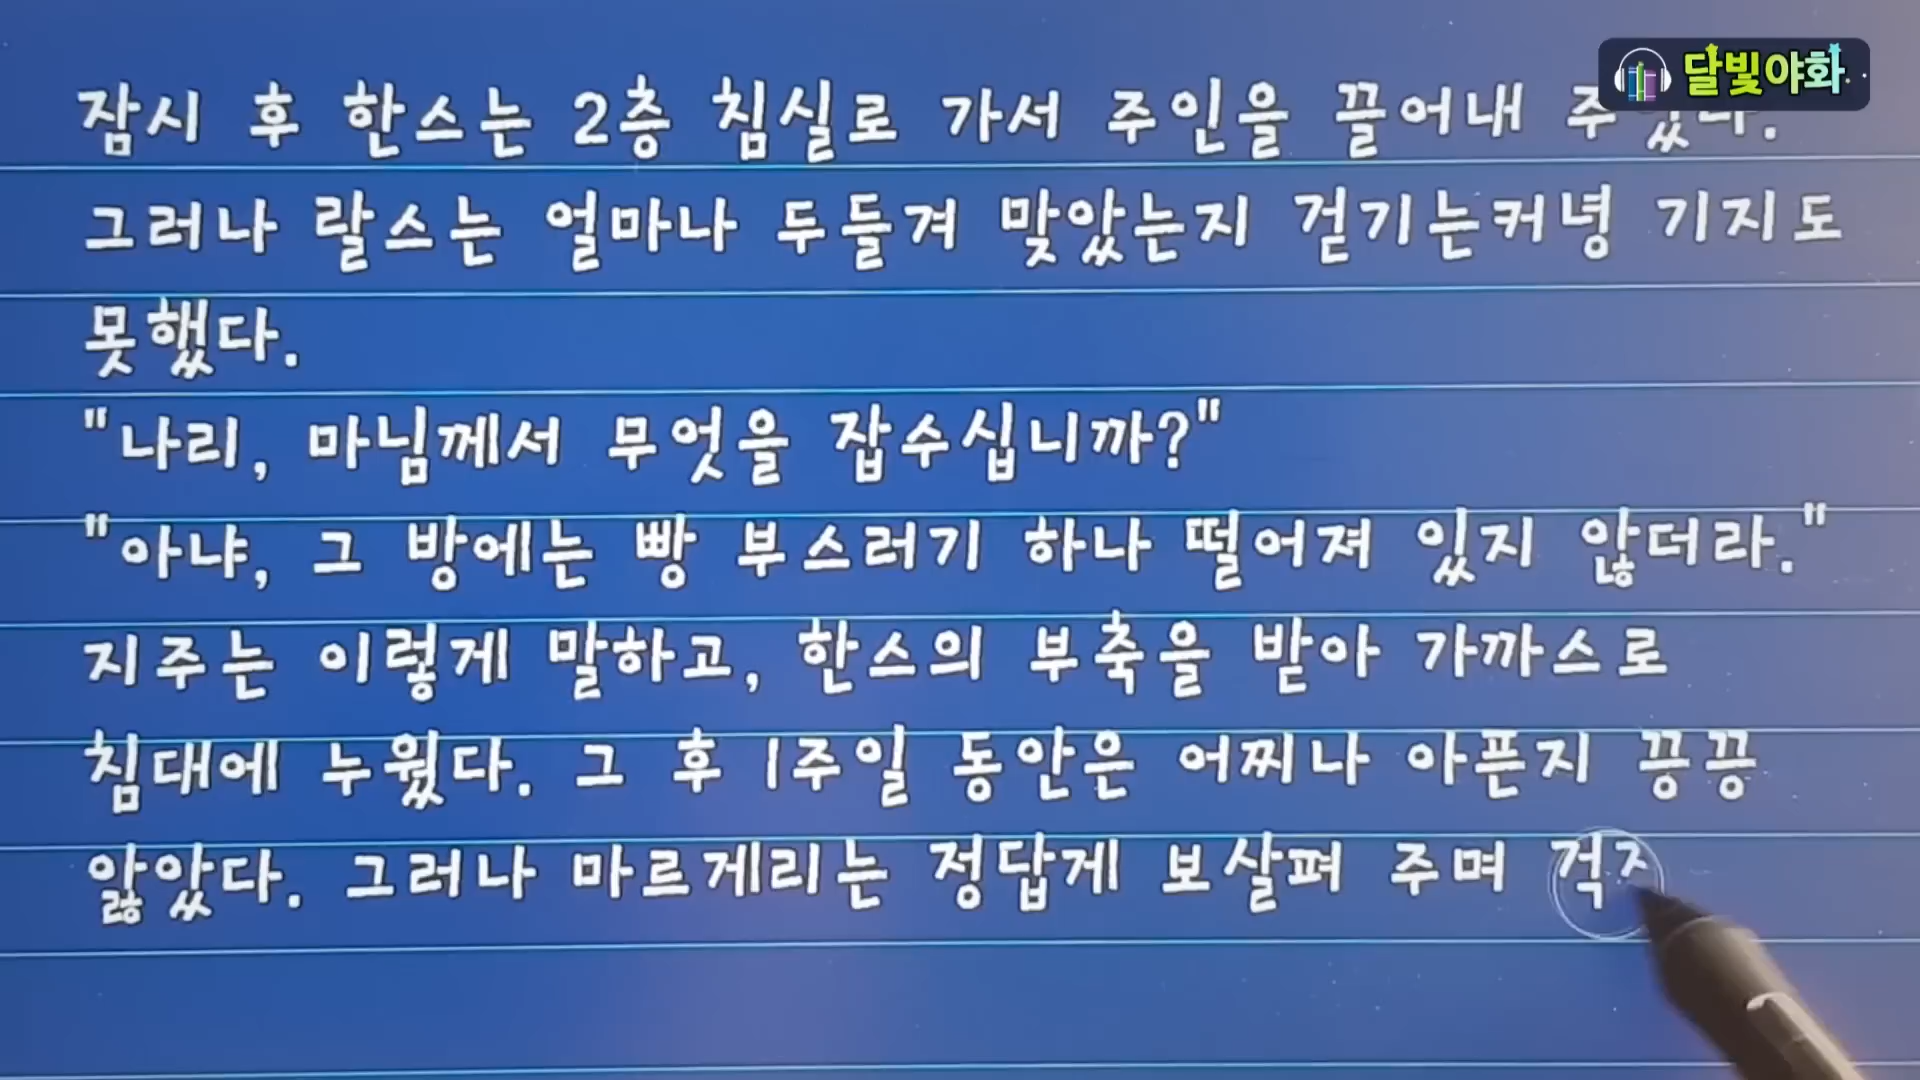 달빛야화
잠시 후 한스는 2층 침실로 가서 주인을 끌어내
그러나 랄스는 얼마나 두들겨 맞았는지 걷기는커녕 기지도
못했다.
"나리, 마님께서 무엇을 잡수십니까?"
"아냐, 그 방에는 빵 부스러기 하나 떨어져 있지 않더라."
지주는 이렇게 말하고, 한스의 부축을 받아 가까스로
침대에 누웠다. 그 후 1주일 동안은 어찌나 아픈지 끙끙
앓았다. 그러나 마르게리는 정답게 보살펴 주며